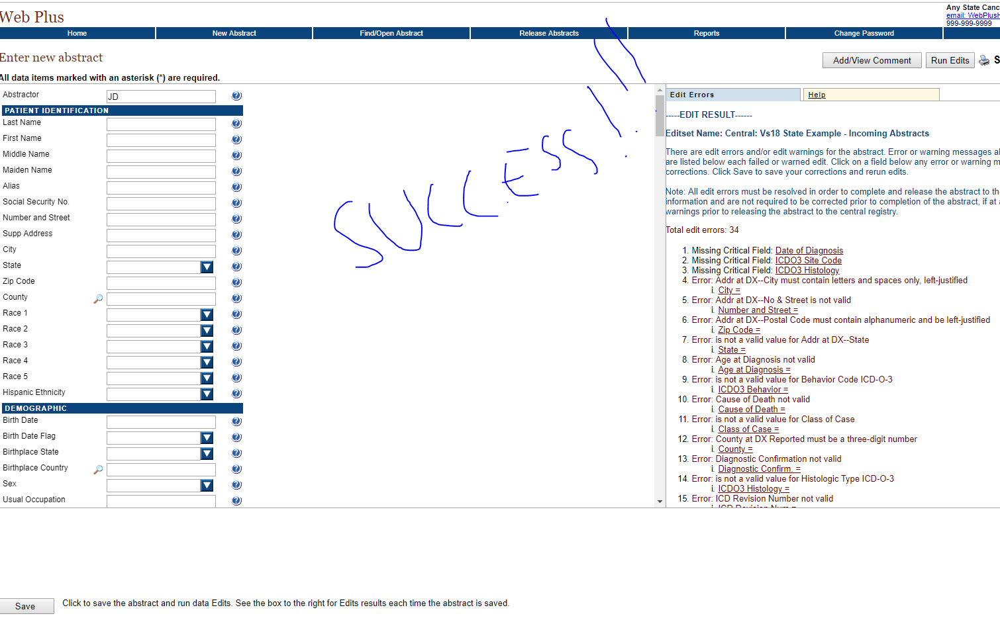 Web Plus
Any State Canc
email: WebPlusH
999-999-9999
Home New Abstract Find/Open Abstract Release Abstracts Reports Change Password
Enter new abstract
Add/View Comment Run Edits S
All data items marked with an asterisk (*) are required.
Abstractor JD
PATIENT IDENTIFICATION
Last Name
First Name
Middle Name
Maiden Name
Alias
Social Security No.
Number and Street
Supp Address
City
State
Zip Code
County
Race 1
Race 2
Race 3
Race 4
Race 5
Hispanic Ethnicity
DEMOGRAPHIC
Birth Date
Birth Date Flag
Birthplace State
Birthplace Country
Sex
Usual Occupation
SUCCESS!!!
Edit Errors Help
-----EDIT RESULT------
Editset Name: Central: Vs18 State Example - Incoming Abstracts
There are edit errors and/or edit warnings for the abstract. Error or warning messages al
are listed below each failed or warned edit. Click on a field below any error or warning m
corrections. Click Save to save your corrections and rerun edits.
Note: All edit errors must be resolved in order to complete and release the abstract to th
information and are not required to be corrected prior to completion of the abstract, if at a
warnings prior to releasing the abstract to the central registry.
Total edit errors: 34
1. Missing Critical Field: Date of Diagnosis
2. Missing Critical Field: ICDO3 Site Code
3. Missing Critical Field: ICDO3 Histology
4. Error: Addr at DX--City must contain letters and spaces only, left-justified
i. City =
5. Error: Addr at DX--No & Street is not valid
i. Number and Street =
6. Error: Addr at DX--Postal Code must contain alphanumeric and be left-justified
i. Zip Code =
7. Error: is not a valid value for Addr at DX--State
i. State =
8. Error: Age at Diagnosis not valid
i. Age at Diagnosis =
9. Error: is not a valid value for Behavior Code ICD-O-3
i. ICDO3 Behavior =
10. Error: Cause of Death not valid
i. Cause of Death =
11. Error: is not a valid value for Class of Case
i. Class of Case =
12. Error: County at DX Reported must be a three-digit number
i. County =
13. Error: Diagnostic Confirmation not valid
i. Diagnostic Confirm. =
14. Error: is not a valid value for Histologic Type ICD-O-3
i. ICDO3 Histology =
15. Error: ICD Revision Number not valid
i. ICD Revision Num =
Save Click to save the abstract and run data Edits. See the box to the right for Edits results each time the abstract is saved.